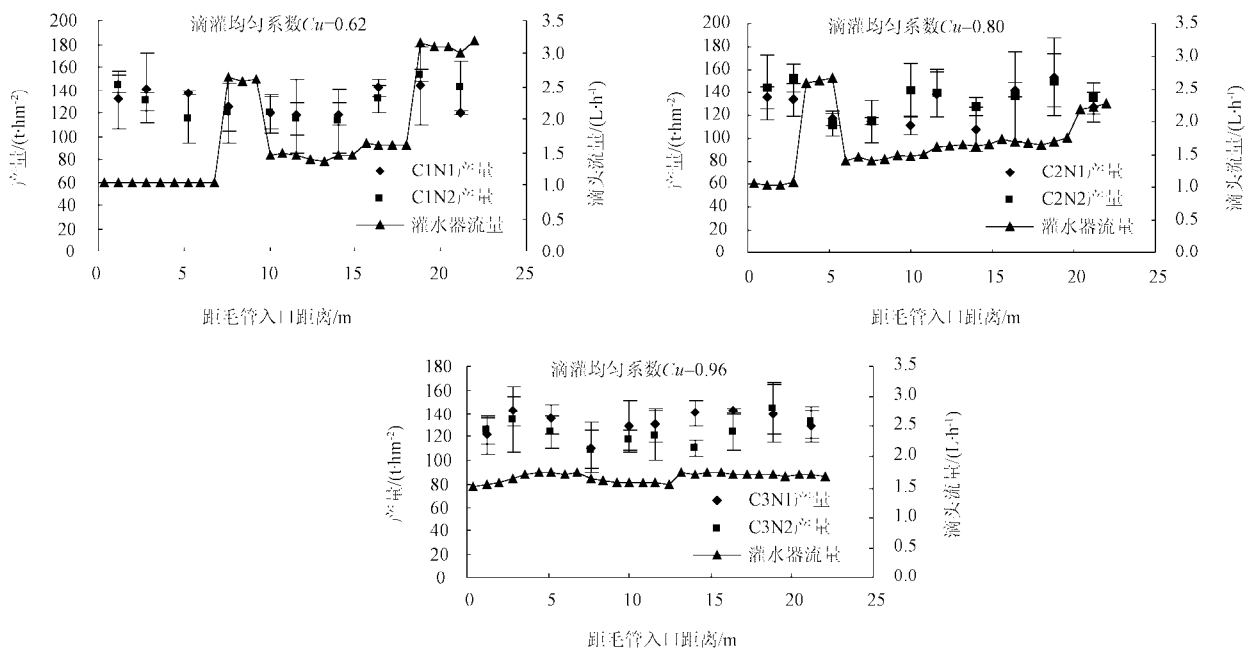 滴灌均匀系数Cu=0.62
产量/(t·hm-2)
200
180
160
140
120
100
80
60
40
20
0
3.5
3.0
2.5
2.0
1.5
1.0
0.5
0.0
滴头流量/(L·h-1)
C1N1产量
C1N2产量
灌水器流量
0 5 10 15 20 25
距毛管入口距离/m
滴灌均匀系数Cu=0.80
产量/(t·hm-2)
200
180
160
140
120
100
80
60
40
20
0
3.5
3.0
2.5
2.0
1.5
1.0
0.5
0.0
滴头流量/(L·h-1)
C2N1产量
C2N2产量
灌水器流量
0 5 10 15 20 25
距毛管入口距离/m
滴灌均匀系数Cu=0.96
产量/(t·hm-2)
180
160
140
120
100
80
60
40
20
0
3.5
3.0
2.5
2.0
1.5
1.0
0.5
0.0
滴头流量/(L·h-1)
C3N1产量
C3N2产量
灌水器流量
0 5 10 15 20 25
距毛管入口距离/m